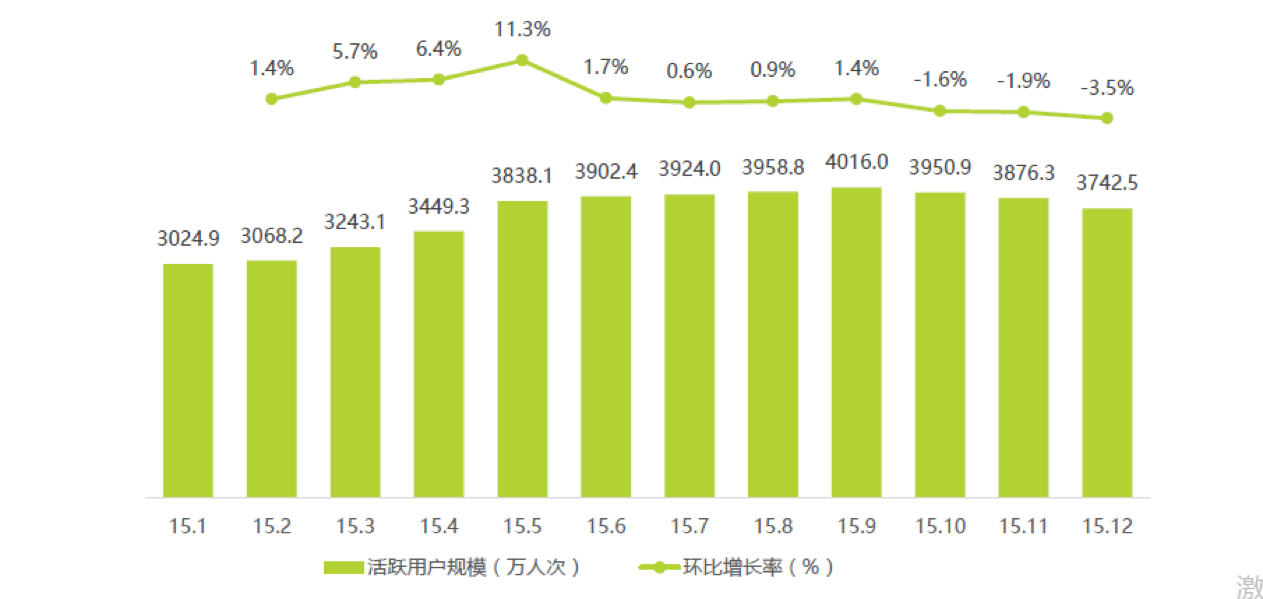 1.4% 5.7% 6.4% 11.3% 1.7% 0.6% 0.9% 1.4% -1.6% -1.9% -3.5%
3024.9 3068.2 3243.1 3449.3 3838.1 3902.4 3924.0 3958.8 4016.0 3950.9 3876.3 3742.5
15.1 15.2 15.3 15.4 15.5 15.6 15.7 15.8 15.9 15.10 15.11 15.12
活跃用户规模（万人次） 环比增长率（%）
激